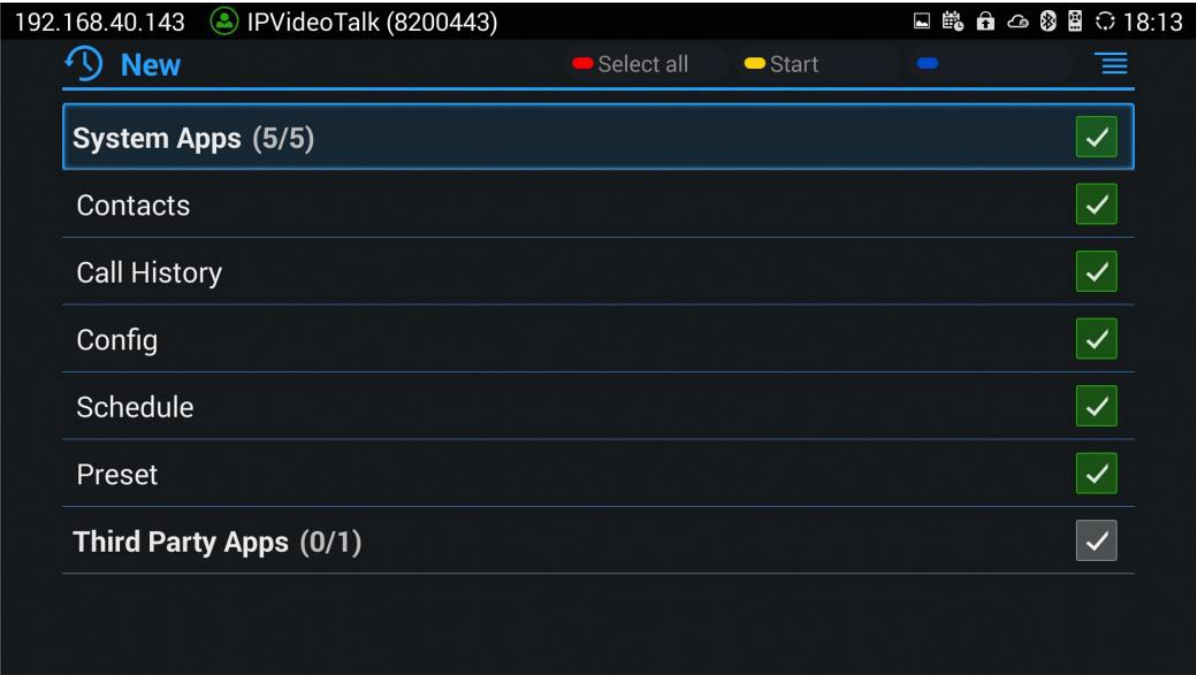 192.168.40.143 IPVideoTalk (8200443) 18:13
New Select all Start
System Apps (5/5)
Contacts
Call History
Config
Schedule
Preset
Third Party Apps (0/1)